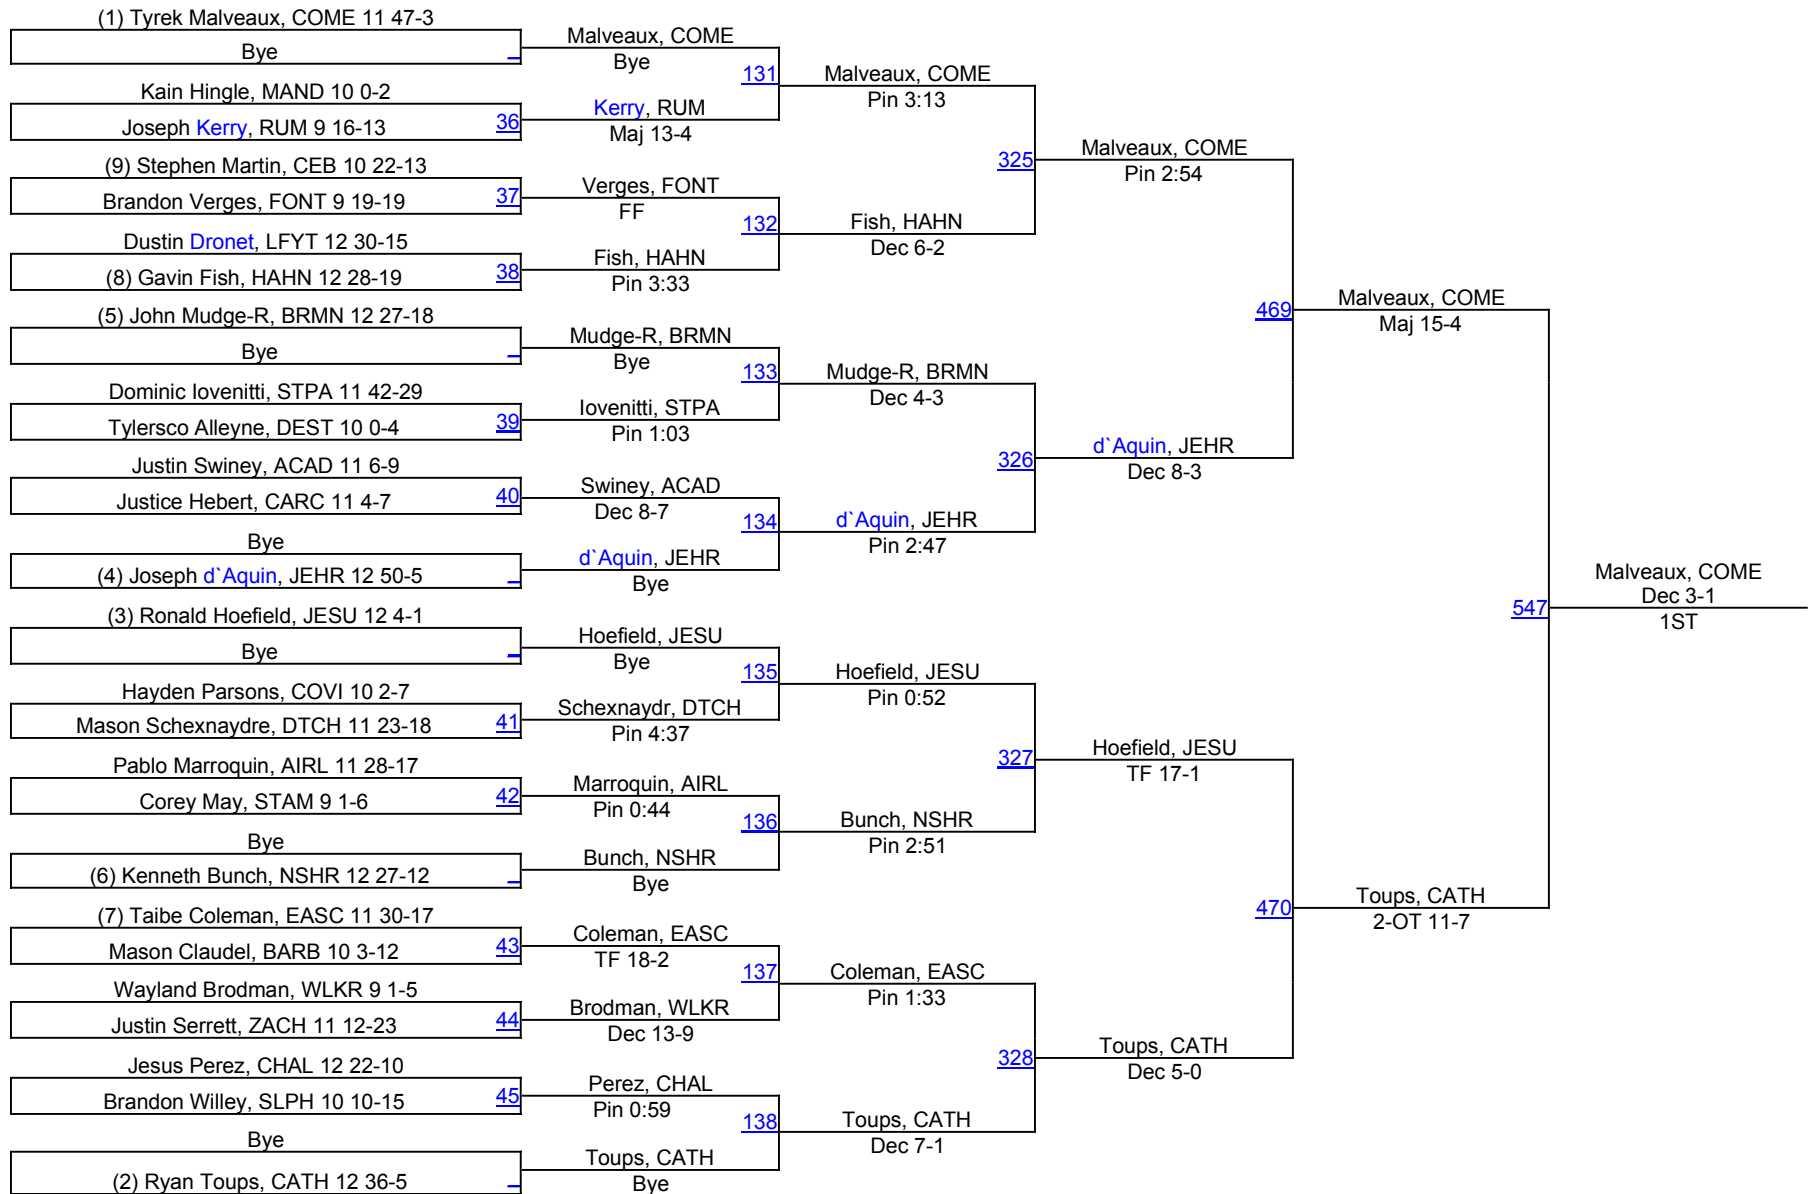 (1) Tyrek Malveaux, COME 11 47-3
Bye
Kain Hingle, MAND 10 0-2
Joseph Kerry, RUM 9 16-13
36
(9) Stephen Martin, CEB 10 22-13
Brandon Verges, FONT 9 19-19
37
Dustin Dronet, LFYT 12 30-15
(8) Gavin Fish, HAHN 12 28-19
38
(5) John Mudge-R, BRMN 12 27-18
Bye
Dominic Iovenitti, STPA 11 42-29
Tylersco Alleyne, DEST 10 0-4
39
Justin Swiney, ACAD 11 6-9
Justice Hebert, CARC 11 4-7
40
Bye
(4) Joseph d`Aquin, JEHR 12 50-5
(3) Ronald Hoefield, JESU 12 4-1
Bye
Hayden Parsons, COVI 10 2-7
Mason Schexnaydre, DTCH 11 23-18
41
Pablo Marroquin, AIRL 11 28-17
Corey May, STAM 9 1-6
42
Bye
(6) Kenneth Bunch, NSHR 12 27-12
(7) Taibe Coleman, EASC 11 30-17
Mason Claudel, BARB 10 3-12
43
Wayland Brodman, WLKR 9 1-5
Justin Serrett, ZACH 11 12-23
44
Jesus Perez, CHAL 12 22-10
Brandon Willey, SLPH 10 10-15
45
Bye
(2) Ryan Toups, CATH 12 36-5
Malveaux, COME
Bye
131
Kerry, RUM
Maj 13-4
Verges, FONT
FF
132
Fish, HAHN
Pin 3:33
Mudge-R, BRMN
Bye
133
Iovenitti, STPA
Pin 1:03
Swiney, ACAD
Dec 8-7
134
d`Aquin, JEHR
Bye
Hoefield, JESU
Bye
135
Schexnaydr, DTCH
Pin 4:37
Marroquin, AIRL
Pin 0:44
136
Bunch, NSHR
Bye
Coleman, EASC
TF 18-2
137
Brodman, WLKR
Dec 13-9
Perez, CHAL
Pin 0:59
138
Toups, CATH
Bye
Malveaux, COME
Pin 3:13
325
Fish, HAHN
Dec 6-2
Mudge-R, BRMN
Dec 4-3
326
d`Aquin, JEHR
Pin 2:47
Hoefield, JESU
Pin 0:52
327
Bunch, NSHR
Pin 2:51
Coleman, EASC
Pin 1:33
328
Toups, CATH
Dec 7-1
Malveaux, COME
Pin 2:54
469
d`Aquin, JEHR
Dec 8-3
Hoefield, JESU
TF 17-1
470
Toups, CATH
Dec 5-0
Malveaux, COME
Maj 15-4
547
Toups, CATH
2-OT 11-7
Malveaux, COME
Dec 3-1
1ST